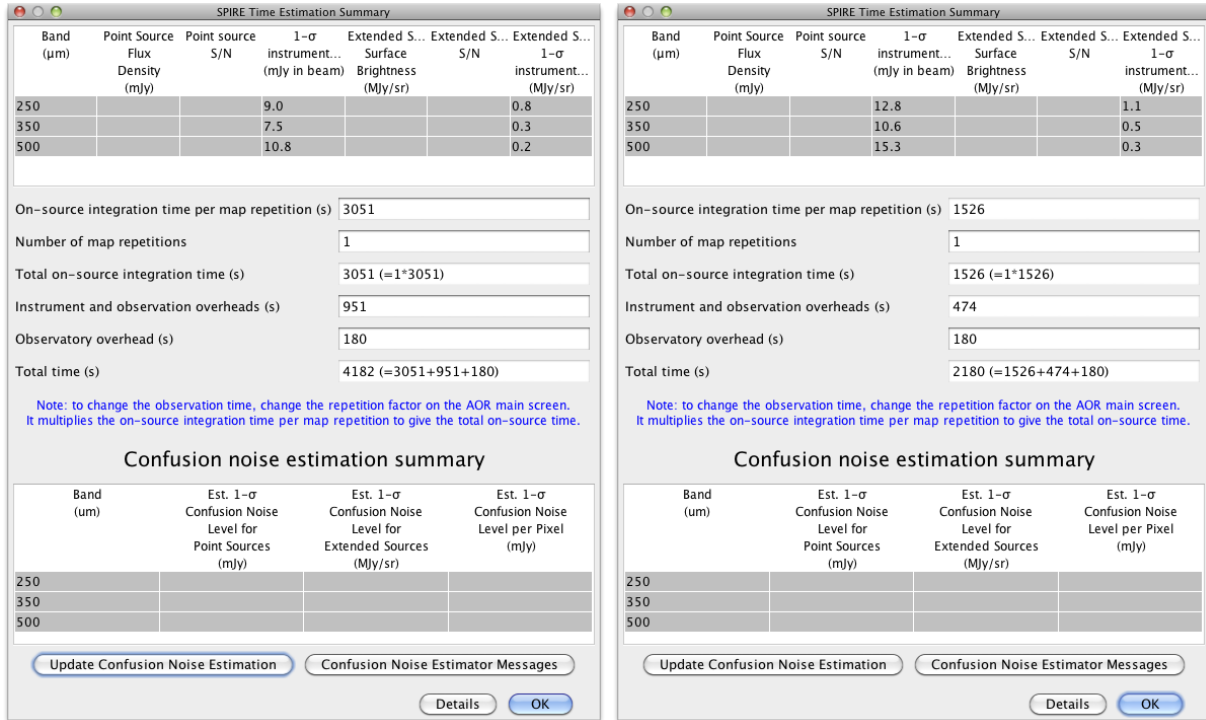 SPIRE Time Estimation Summary
Band Point Source Point source 1-σ Extended S... Extended S... Extended S...
(μm) Flux S/N instrument... Surface S/N 1-σ
Density (mJy in beam) Brightness instrument...
(mJy) (MJy/sr) (MJy/sr)
250 9.0 0.8
350 7.5 0.3
500 10.8 0.2
On-source integration time per map repetition (s) 3051
Number of map repetitions 1
Total on-source integration time (s) 3051 (=1*3051)
Instrument and observation overheads (s) 951
Observatory overhead (s) 180
Total time (s) 4182 (=3051+951+180)
Note: to change the observation time, change the repetition factor on the AOR main screen.
It multiplies the on-source integration time per map repetition to give the total on-source time.
Confusion noise estimation summary
Band Est. 1-σ Est. 1-σ Est. 1-σ
(um) Confusion Noise Confusion Noise Confusion Noise
Level for Level for Level per Pixel
Point Sources Extended Sources (mJy)
(mJy) (MJy/sr)
250
350
500
Update Confusion Noise Estimation Confusion Noise Estimator Messages
Details OK
SPIRE Time Estimation Summary
Band Point Source Point source 1-σ Extended S... Extended S... Extended S...
(μm) Flux S/N instrument... Surface S/N 1-σ
Density (mJy in beam) Brightness instrument...
(mJy) (MJy/sr) (MJy/sr)
250 12.8 1.1
350 10.6 0.5
500 15.3 0.3
On-source integration time per map repetition (s) 1526
Number of map repetitions 1
Total on-source integration time (s) 1526 (=1*1526)
Instrument and observation overheads (s) 474
Observatory overhead (s) 180
Total time (s) 2180 (=1526+474+180)
Note: to change the observation time, change the repetition factor on the AOR main screen.
It multiplies the on-source integration time per map repetition to give the total on-source time.
Confusion noise estimation summary
Band Est. 1-σ Est. 1-σ Est. 1-σ
(um) Confusion Noise Confusion Noise Confusion Noise
Level for Level for Level per Pixel
Point Sources Extended Sources (mJy)
(mJy) (MJy/sr)
250
350
500
Update Confusion Noise Estimation Confusion Noise Estimator Messages
Details OK